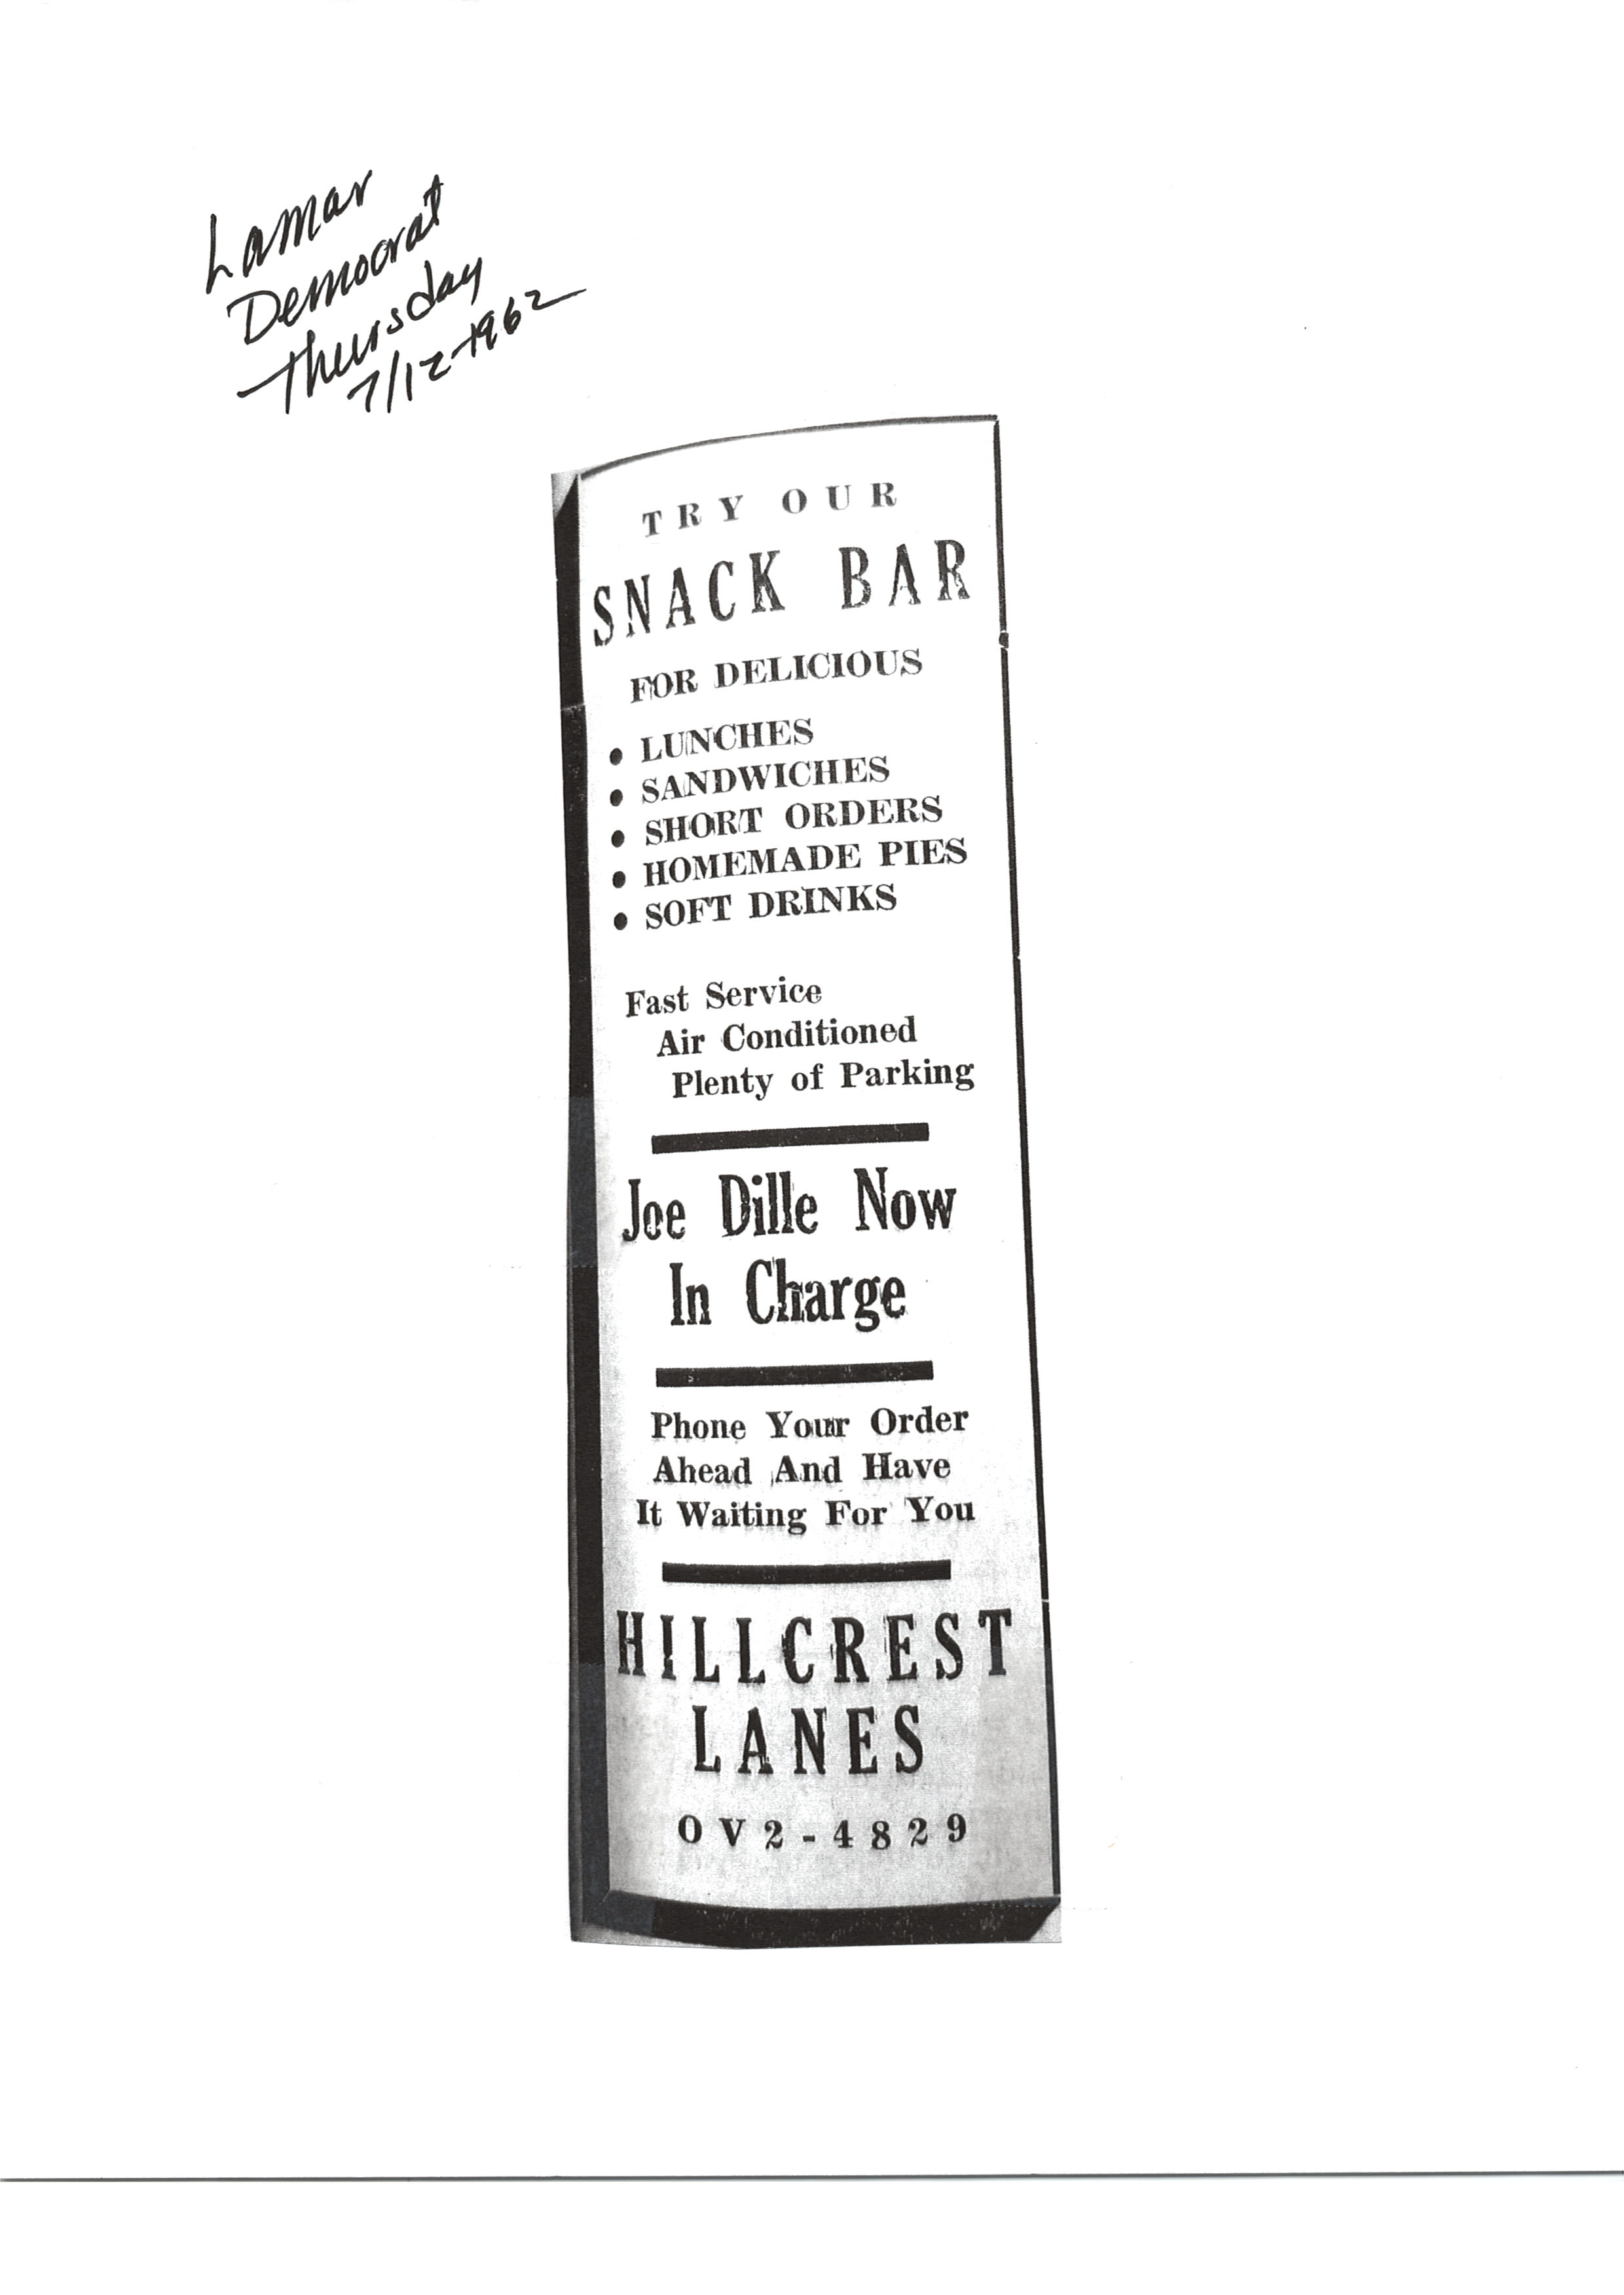 Lamar
Democrat
Thursday
7/12-1962
TRY OUR
SNACK BAR
FOR DELICIOUS
• LUNCHES
• SANDWICHES
• SHORT ORDERS
• HOMEMADE PIES
• SOFT DRINKS
Fast Service
Air Conditioned
Plenty of Parking
Joe Dille Now
In Charge
Phone Your Order
Ahead And Have
It Waiting For You
HILLCREST
LANES
OV2-4829